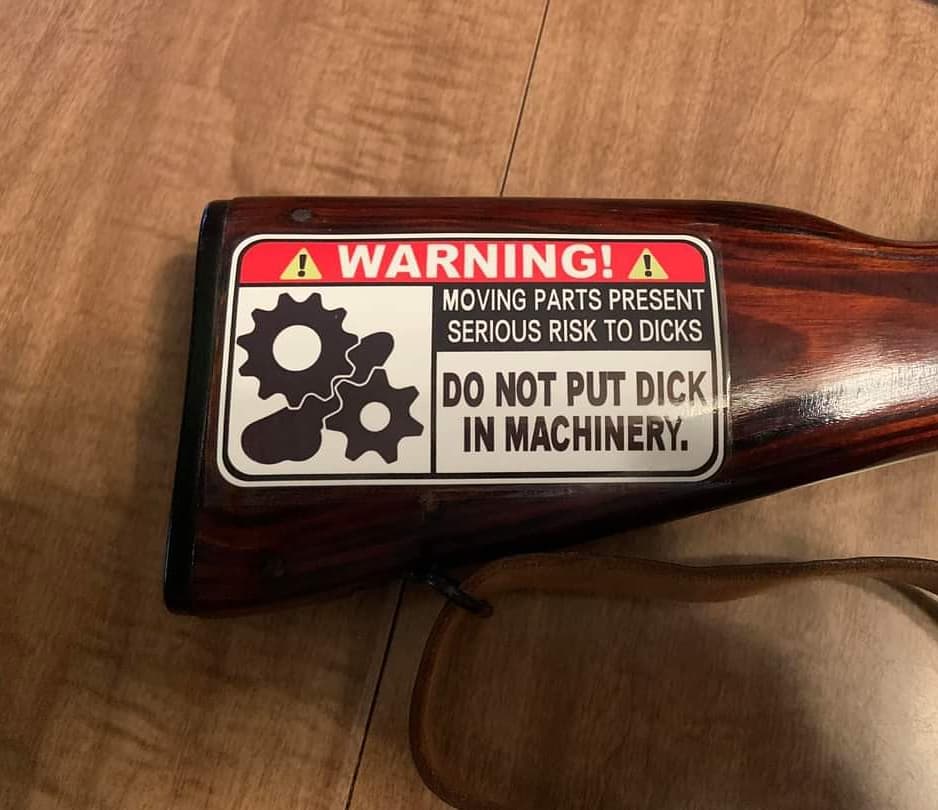 WARNING!
MOVING PARTS PRESENT
SERIOUS RISK TO DICKS
DO NOT PUT DICK
IN MACHINERY.